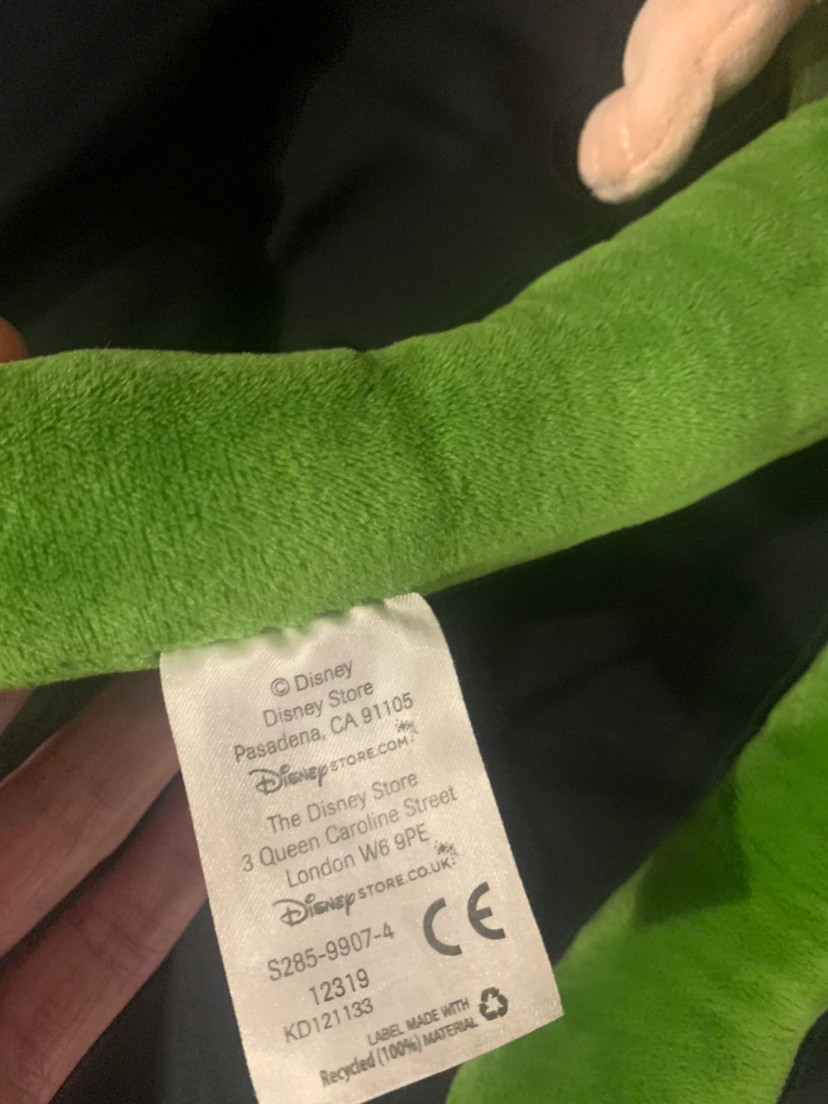 © Disney
Disney Store
Pasadena, CA 91105
DISNEYSTORE.COM
The Disney Store
3 Queen Caroline Street
London W6 9PE
DISNEYSTORE.CO.UK
CE
S285-9907-4
12319
KD121133
LABEL MADE WITH
Recycled (100%) MATERIAL